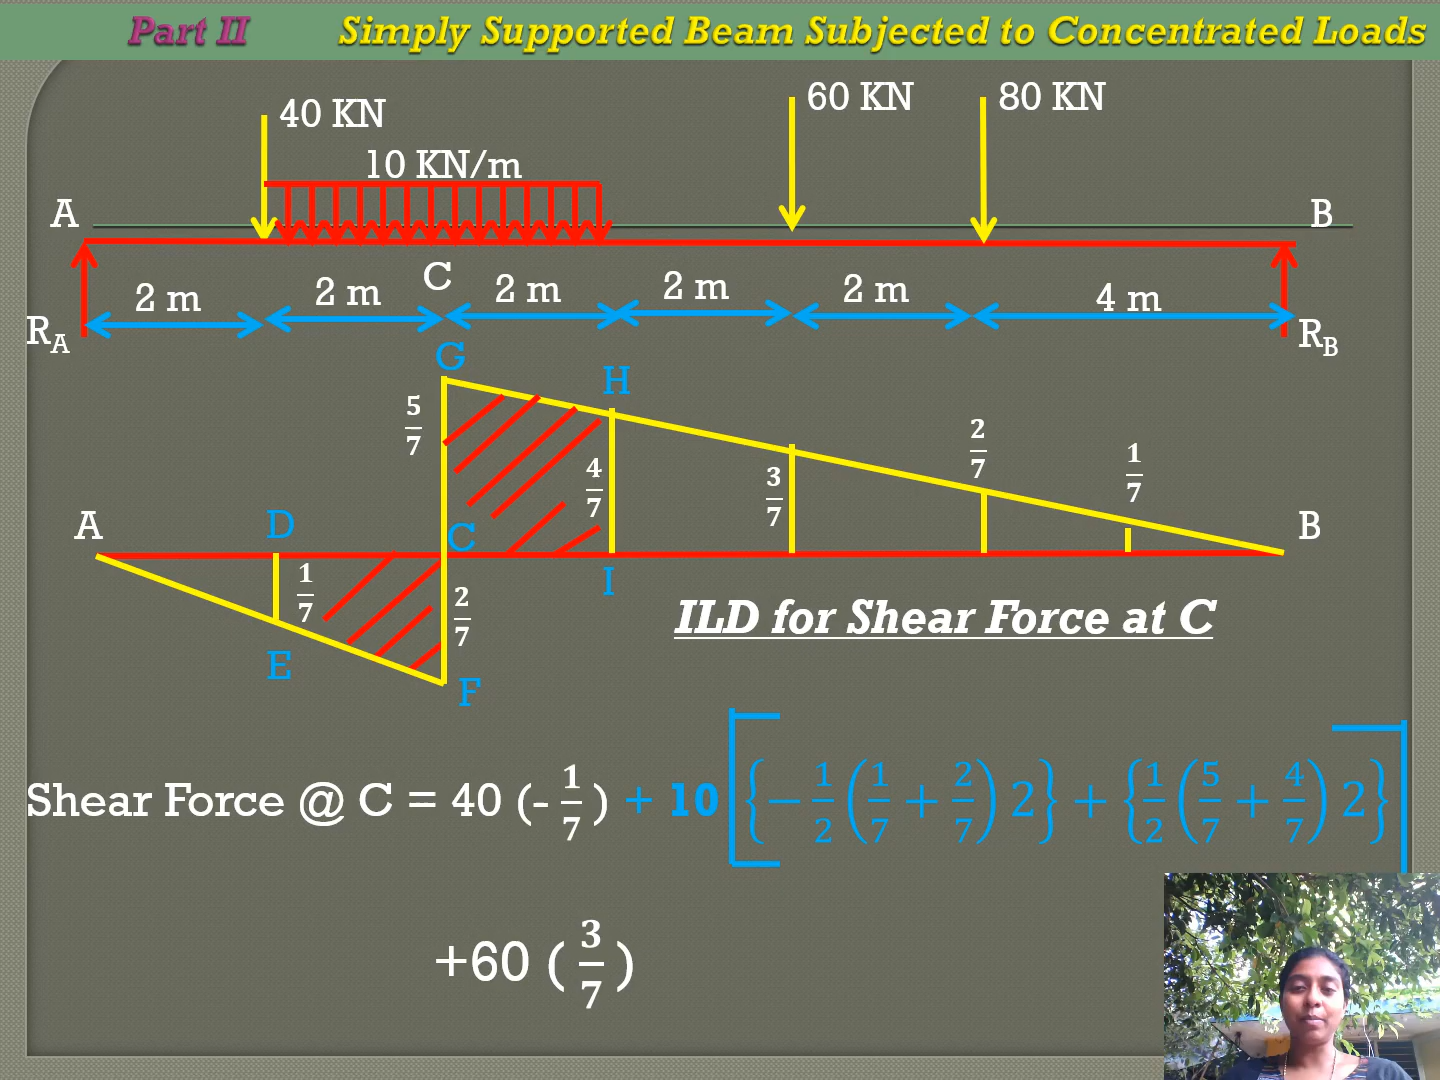 Part II Simply Supported Beam Subjected to Concentrated Loads
40 KN
60 KN
80 KN
10 KN/m
A
B
C
2 m
2 m
2 m
2 m
2 m
4 m
R_A
R_B
G
H
5/7
4/7
3/7
2/7
1/7
A
D
C
B
1/7
2/7
I
E
F
ILD for Shear Force at C
Shear Force @ C = 40 (- 1/7 ) + 10 [{− 1/2 (1/7 + 2/7) 2} + {1/2 (5/7 + 4/7) 2}]
+60 ( 3/7 )